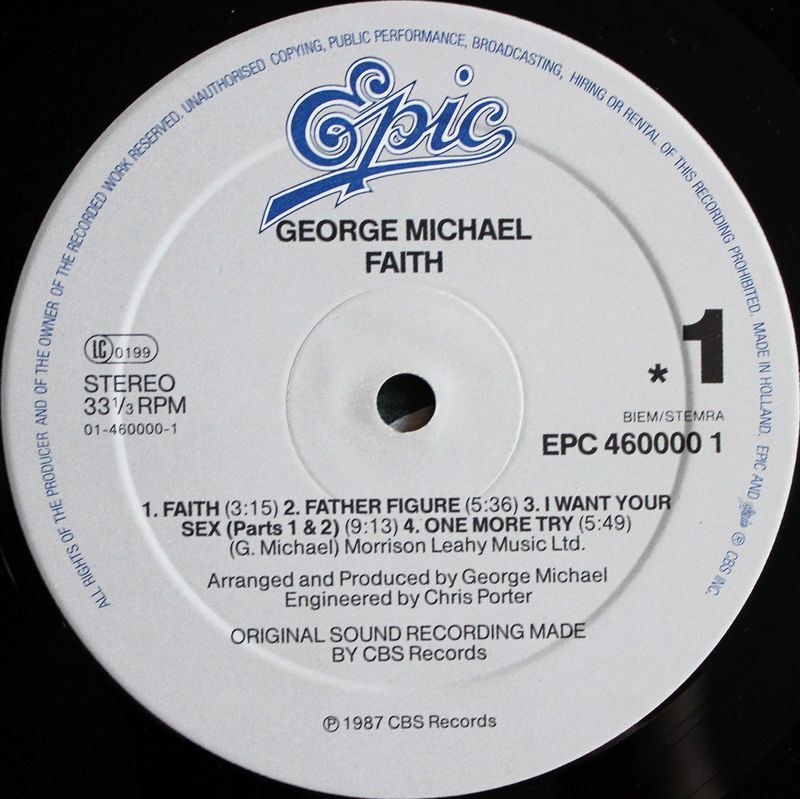 ALL RIGHTS OF THE PRODUCER AND OF THE OWNER OF THE RECORDED WORK RESERVED. UNAUTHORISED COPYING, PUBLIC PERFORMANCE, BROADCASTING, HIRING OR RENTAL OF THIS RECORDING PROHIBITED. MADE IN HOLLAND. EPIC AND Epic ® CBS INC.
Epic
GEORGE MICHAEL
FAITH
LC 0199
STEREO
33 1/3 RPM
01-460000-1
* 1
BIEM/STEMRA
EPC 460000 1
1. FAITH (3:15) 2. FATHER FIGURE (5:36) 3. I WANT YOUR
SEX (Parts 1 & 2) (9:13) 4. ONE MORE TRY (5:49)
(G. Michael) Morrison Leahy Music Ltd.
Arranged and Produced by George Michael
Engineered by Chris Porter
ORIGINAL SOUND RECORDING MADE
BY CBS Records
℗ 1987 CBS Records